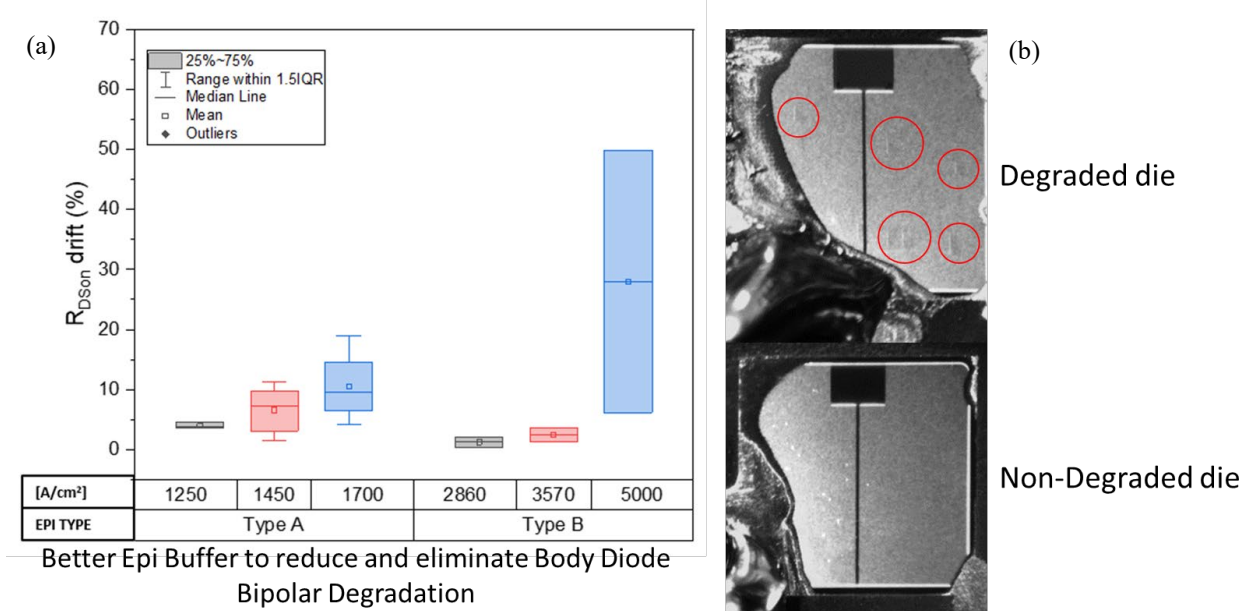 (a)
70
60
50
40
30
20
10
0
R_DSon drift (%)
25%~75%
Range within 1.5IQR
Median Line
Mean
Outliers
[A/cm²] 1250 1450 1700 2860 3570 5000
EPI TYPE Type A Type B
Better Epi Buffer to reduce and eliminate Body Diode
Bipolar Degradation
(b)
Degraded die
Non-Degraded die